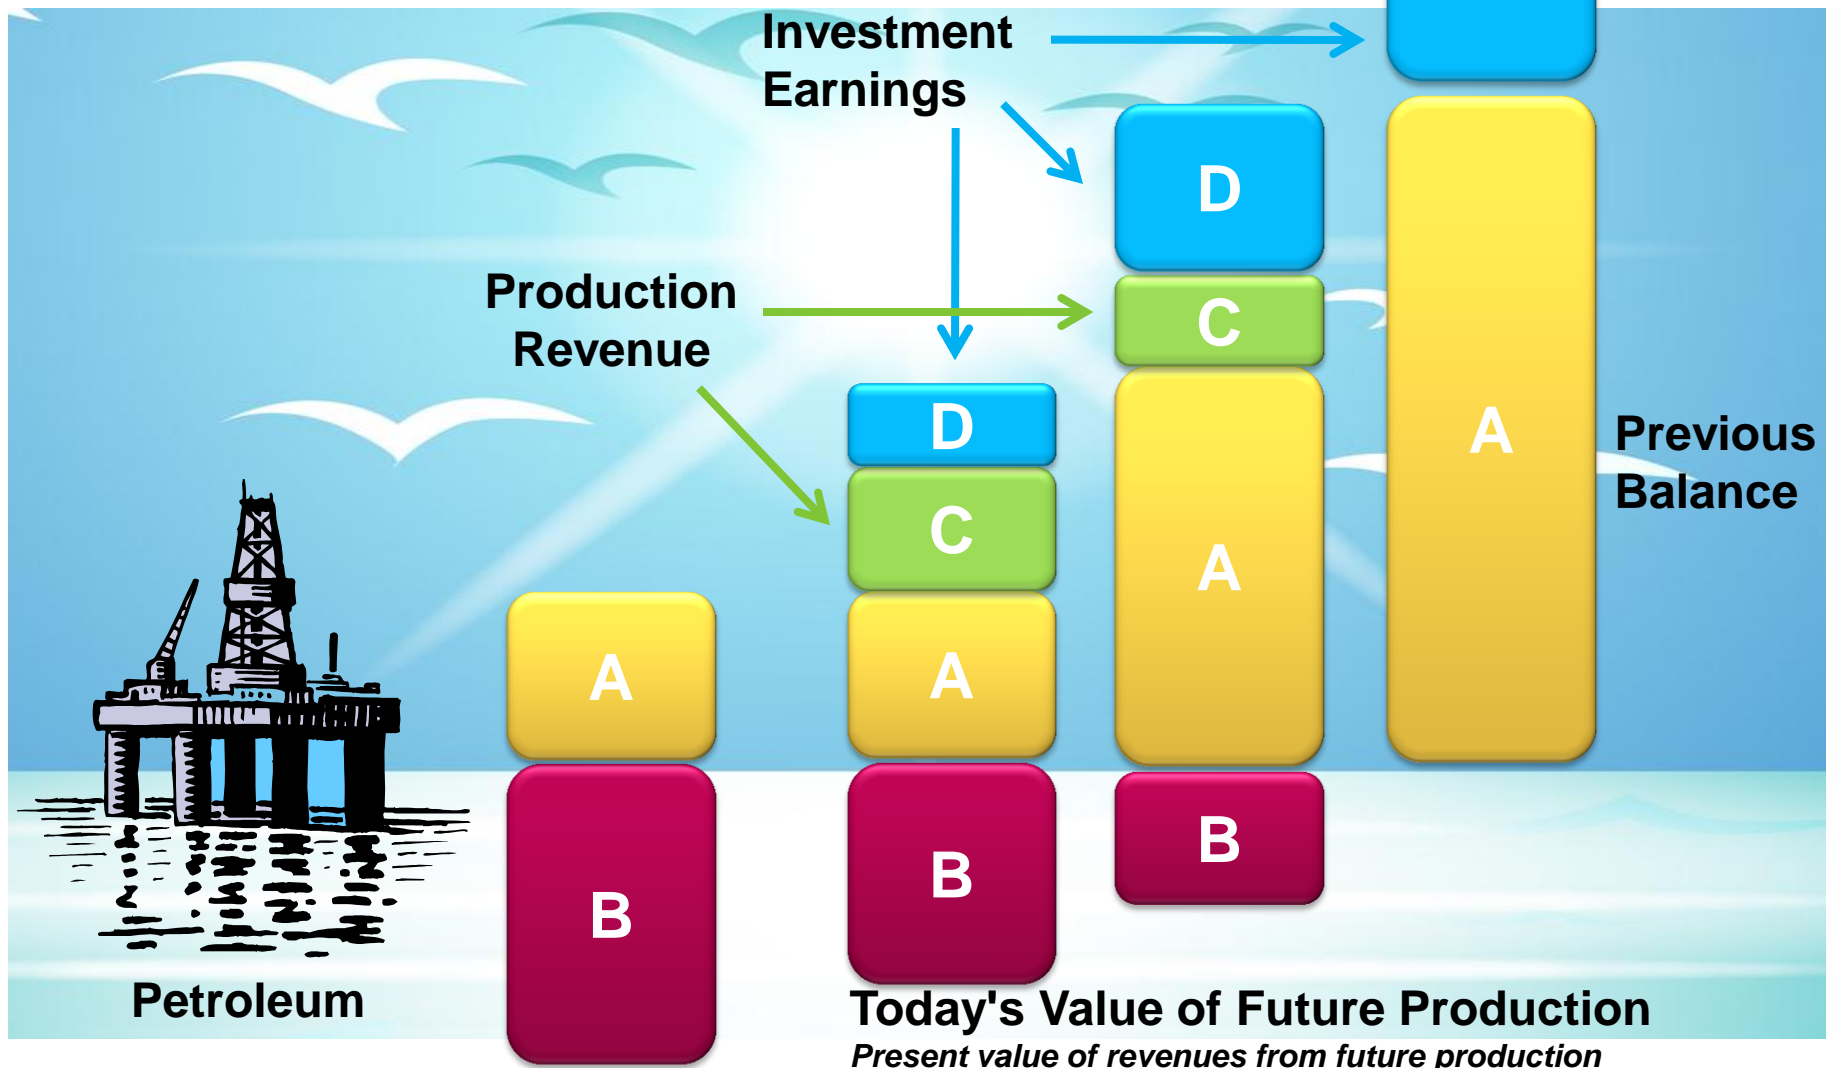 Investment
Earnings
D
Production
Revenue
C
D
A
Previous
Balance
C
A
A
A
B
B
B
Petroleum
Today's Value of Future Production
Present value of revenues from future production